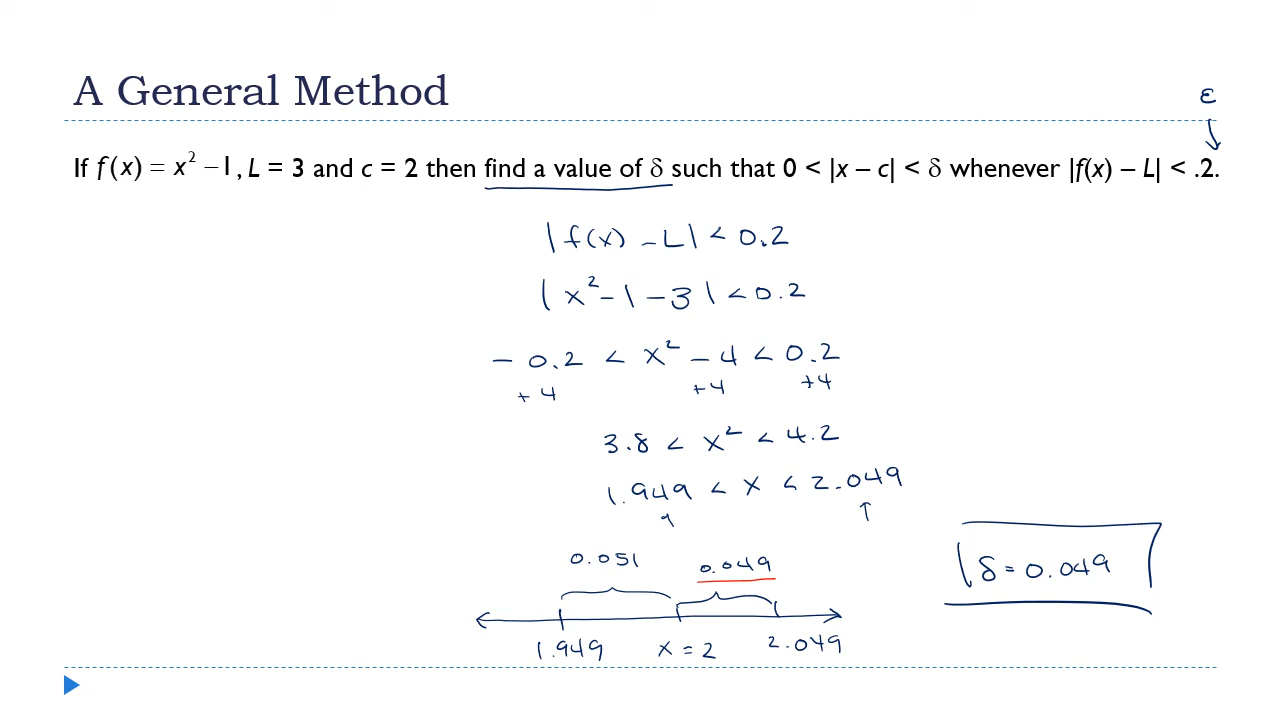 A General Method
ε
If f(x) = x² – 1, L = 3 and c = 2 then find a value of δ such that 0 < |x – c| < δ whenever |f(x) – L| < .2.
|f(x) – L| < 0.2
|x² – 1 – 3| < 0.2
– 0.2 < x² – 4 < 0.2
+4 +4 +4
3.8 < x² < 4.2
1.949 < x < 2.049
0.051 0.049
δ = 0.049
1.949 x = 2 2.049